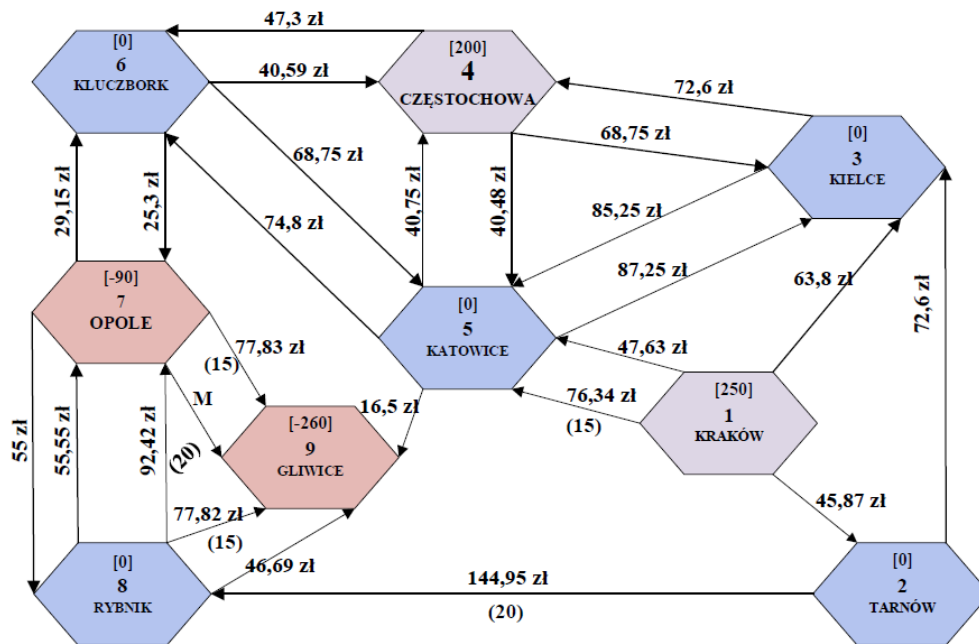 47,3 zł
[0]
6
KLUCZBORK
40,59 zł
[200]
4
CZĘSTOCHOWA
72,6 zł
68,75 zł
[0]
3
KIELCE
68,75 zł
29,15 zł
25,3 zł
74,8 zł
40,75 zł
40,48 zł
85,25 zł
87,25 zł
63,8 zł
72,6 zł
[-90]
7
OPOLE
[0]
5
KATOWICE
77,83 zł
(15)
47,63 zł
76,34 zł
(15)
[250]
1
KRAKÓW
M
16,5 zł
55 zł
55,55 zł
92,42 zł
(20)
[-260]
9
GLIWICE
45,87 zł
77,82 zł
(15)
46,69 zł
[0]
8
RYBNIK
144,95 zł
(20)
[0]
2
TARNÓW